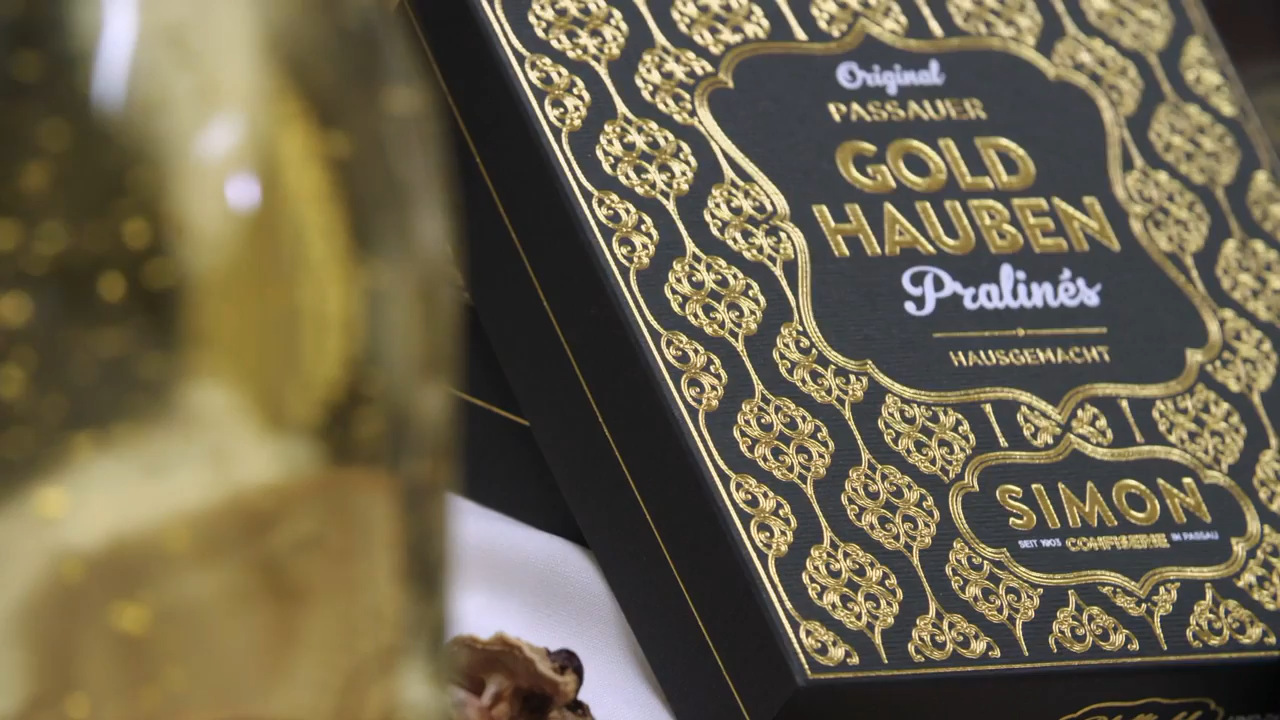 Original
PASSAUER
GOLD
HAUBEN
Pralinés
HAUSGEMACHT
SIMON
SEIT 1903 CONFISERIE IN PASSAU